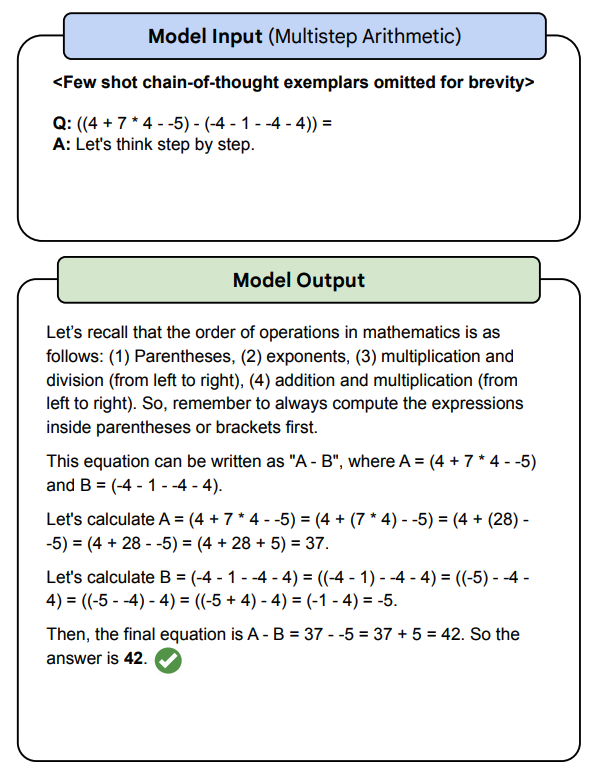 Model Input (Multistep Arithmetic)
<Few shot chain-of-thought exemplars omitted for brevity>
Q: ((4 + 7 * 4 - -5) - (-4 - 1 - -4 - 4)) =
A: Let's think step by step.
Model Output
Let’s recall that the order of operations in mathematics is as
follows: (1) Parentheses, (2) exponents, (3) multiplication and
division (from left to right), (4) addition and multiplication (from
left to right). So, remember to always compute the expressions
inside parentheses or brackets first.
This equation can be written as "A - B", where A = (4 + 7 * 4 - -5)
and B = (-4 - 1 - -4 - 4).
Let's calculate A = (4 + 7 * 4 - -5) = (4 + (7 * 4) - -5) = (4 + (28) -
-5) = (4 + 28 - -5) = (4 + 28 + 5) = 37.
Let's calculate B = (-4 - 1 - -4 - 4) = ((-4 - 1) - -4 - 4) = ((-5) - -4 -
4) = ((-5 - -4) - 4) = ((-5 + 4) - 4) = (-1 - 4) = -5.
Then, the final equation is A - B = 37 - -5 = 37 + 5 = 42. So the
answer is 42.